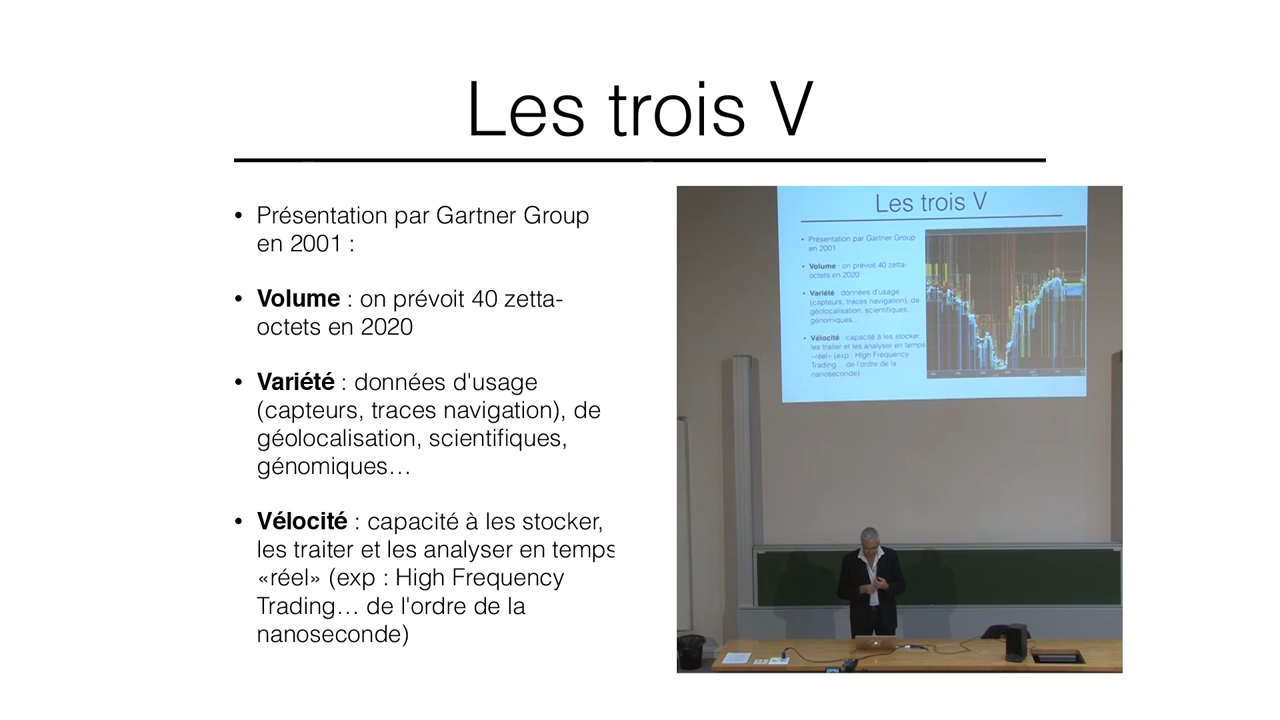 Les trois V
• Présentation par Gartner Group
en 2001 :
• Volume : on prévoit 40 zetta-
octets en 2020
• Variété : données d'usage
(capteurs, traces navigation), de
géolocalisation, scientifiques,
génomiques…
• Vélocité : capacité à les stocker,
les traiter et les analyser en temps
«réel» (exp : High Frequency
Trading… de l'ordre de la
nanoseconde)
Les trois V
• Présentation par Gartner Group
en 2001 :
• Volume : on prévoit 40 zetta-
octets en 2020
• Variété : données d'usage
(capteurs, traces navigation), de
géolocalisation, scientifiques,
génomiques…
• Vélocité : capacité à les stocker,
les traiter et les analyser en temps
«réel» (exp : High Frequency
Trading… de l'ordre de la
nanoseconde)